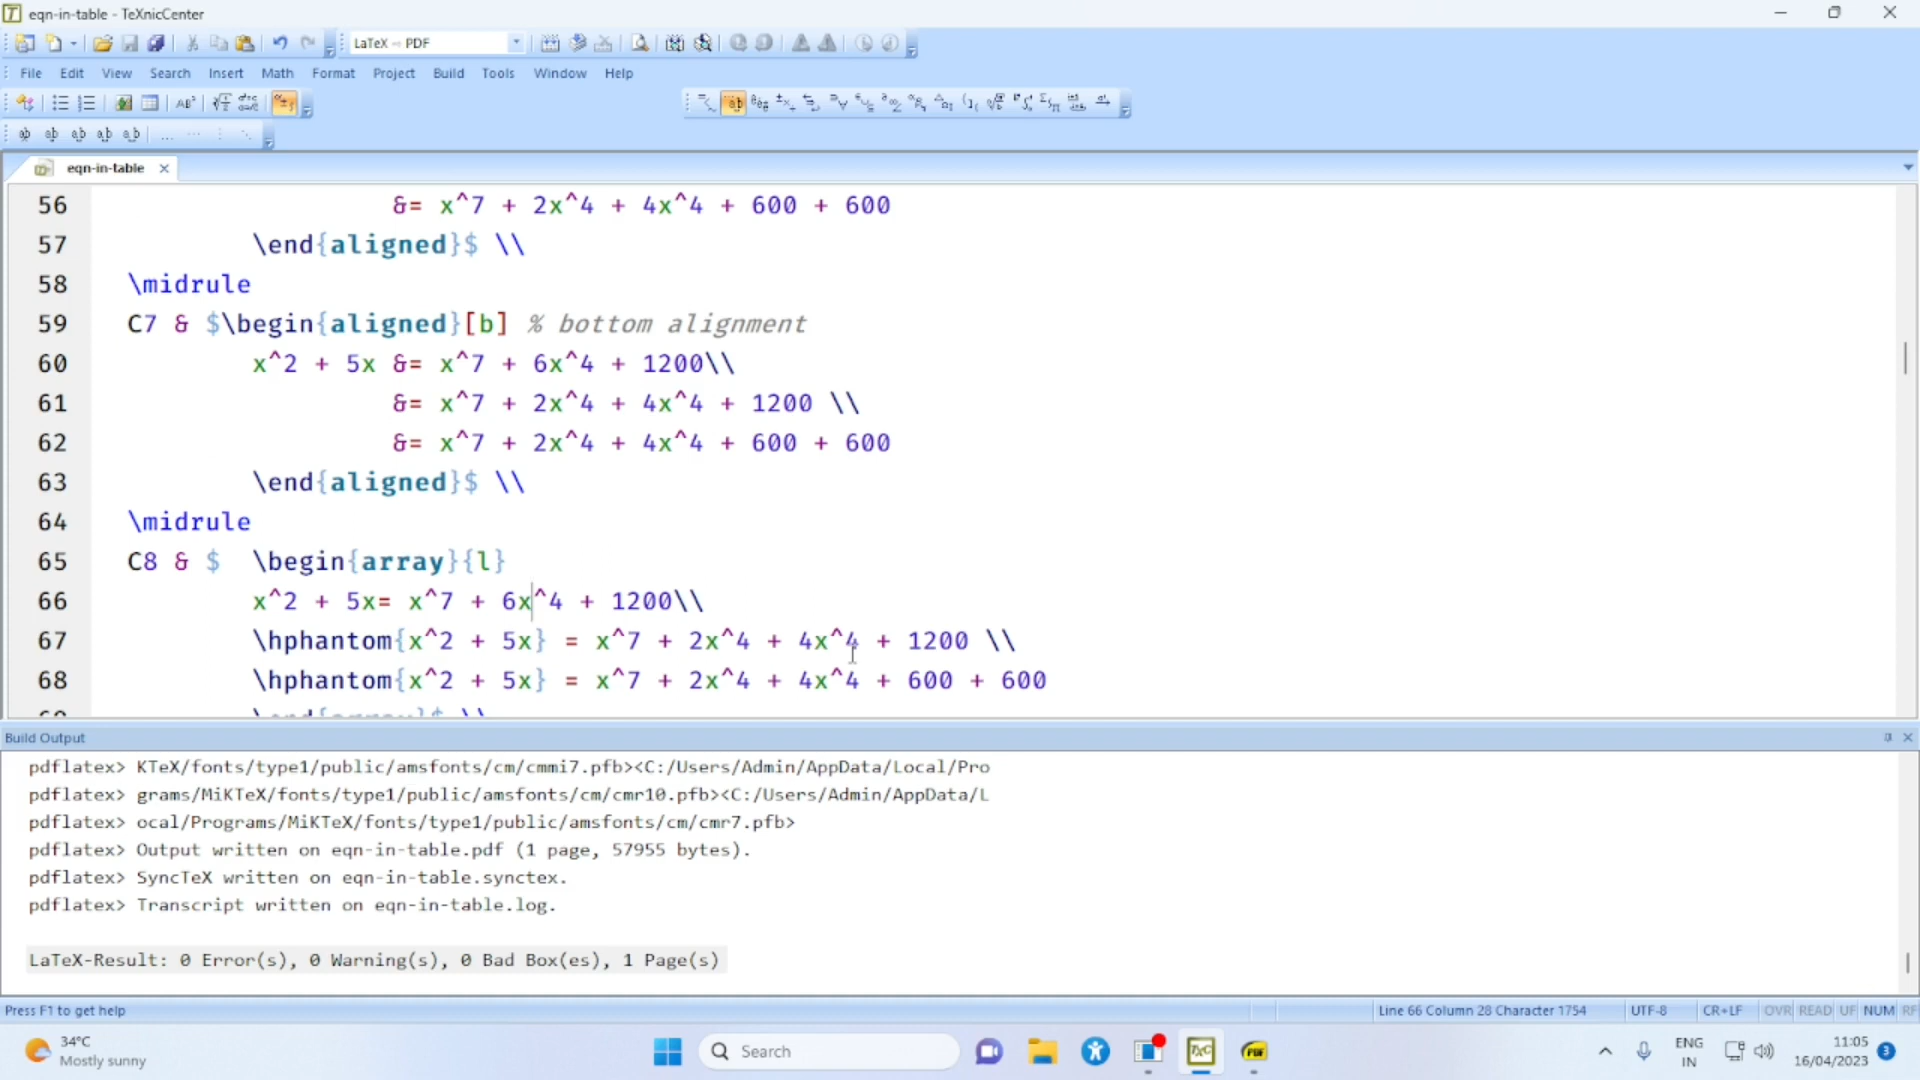 eqn-in-table - TeXnicCenter
LaTeX ⇨ PDF
File Edit View Search Insert Math Format Project Build Tools Window Help
eqn-in-table
56 &= x^7 + 2x^4 + 4x^4 + 600 + 600
57 \end{aligned}$ \\
58 \midrule
59 C7 & $\begin{aligned}[b] % bottom alignment
60 x^2 + 5x &= x^7 + 6x^4 + 1200\\
61 &= x^7 + 2x^4 + 4x^4 + 1200 \\
62 &= x^7 + 2x^4 + 4x^4 + 600 + 600
63 \end{aligned}$ \\
64 \midrule
65 C8 & $ \begin{array}{l}
66 x^2 + 5x= x^7 + 6x^4 + 1200\\
67 \hphantom{x^2 + 5x} = x^7 + 2x^4 + 4x^4 + 1200 \\
68 \hphantom{x^2 + 5x} = x^7 + 2x^4 + 4x^4 + 600 + 600
Build Output
pdflatex> KTeX/fonts/type1/public/amsfonts/cm/cmmi7.pfb><C:/Users/Admin/AppData/Local/Pro
pdflatex> grams/MiKTeX/fonts/type1/public/amsfonts/cm/cmr10.pfb><C:/Users/Admin/AppData/L
pdflatex> ocal/Programs/MiKTeX/fonts/type1/public/amsfonts/cm/cmr7.pfb>
pdflatex> Output written on eqn-in-table.pdf (1 page, 57955 bytes).
pdflatex> SyncTeX written on eqn-in-table.synctex.
pdflatex> Transcript written on eqn-in-table.log.
LaTeX-Result: 0 Error(s), 0 Warning(s), 0 Bad Box(es), 1 Page(s)
Press F1 to get help Line 66 Column 28 Character 1754 UTF-8 CR+LF OVR READ UF NUM RF
34°C
Mostly sunny
Search
TXC
PDF
ENG
IN
11:05
16/04/2023
3